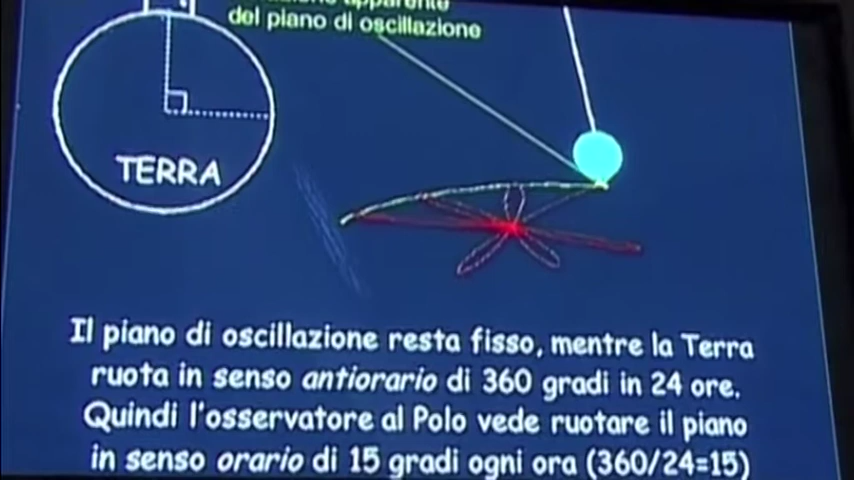 apparente
del piano di oscillazione
TERRA
Il piano di oscillazione resta fisso, mentre la Terra
ruota in senso antiorario di 360 gradi in 24 ore.
Quindi l'osservatore al Polo vede ruotare il piano
in senso orario di 15 gradi ogni ora (360/24=15)